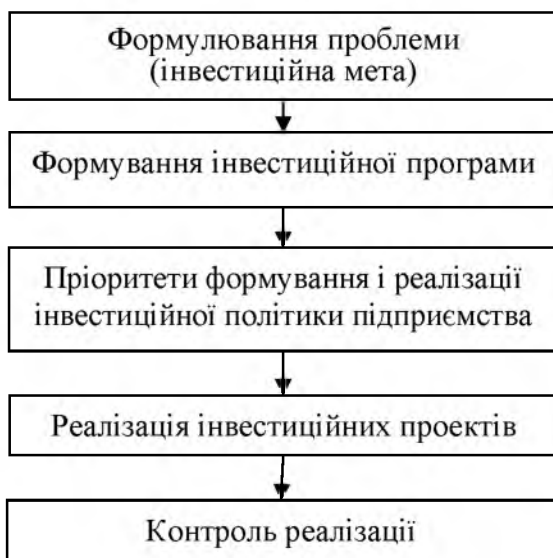 Формулювання проблеми
(інвестиційна мета)
Формування інвестиційної програми
Пріоритети формування і реалізації
інвестиційної політики підприємства
Реалізація інвестиційних проектів
Контроль реалізації